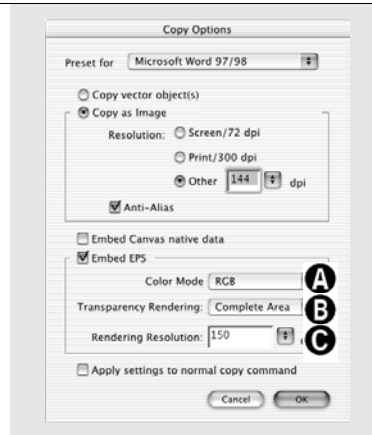 Copy Options
Preset for Microsoft Word 97/98
Copy vector object(s)
Copy as Image
Resolution: Screen/72 dpi
Print/300 dpi
Other 144 dpi
Anti-Alias
Embed Canvas native data
Embed EPS
Color Mode RGB A
Transparency Rendering: Complete Area B
Rendering Resolution: 150 C
Apply settings to normal copy command
Cancel OK